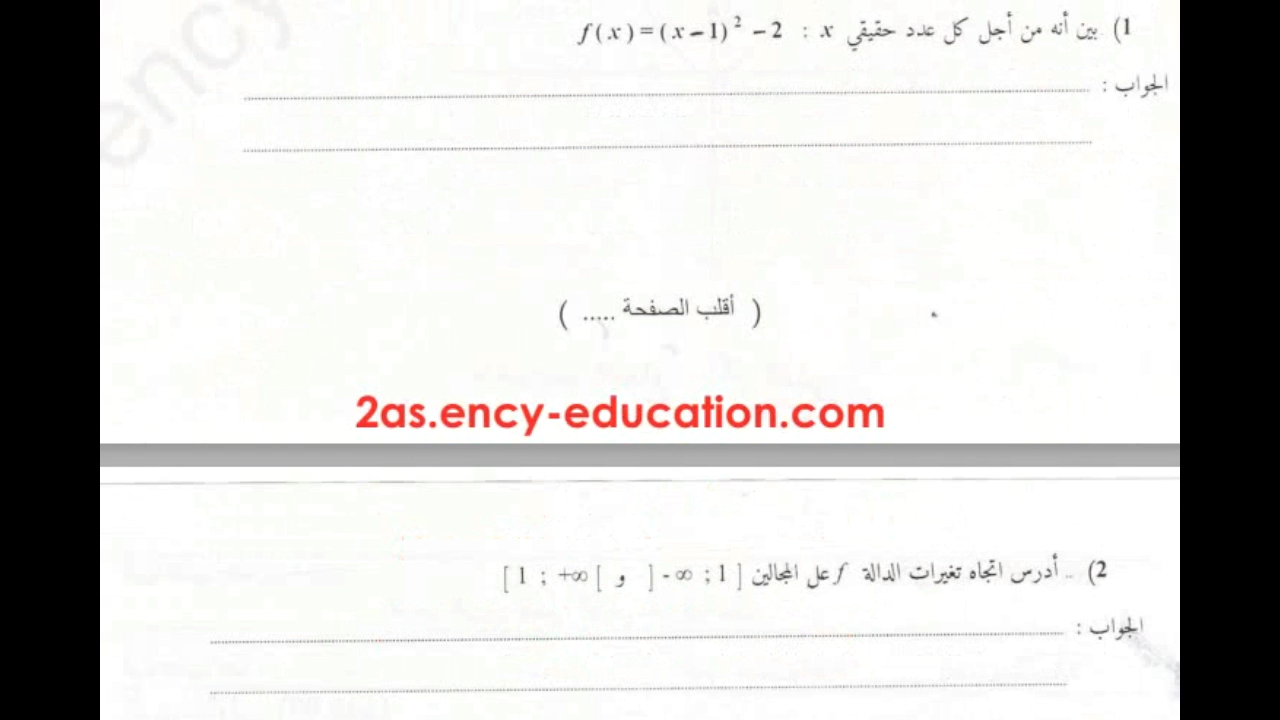 ency
1) بين أنه من أجل كل عدد حقيقي x : f(x)=(x-1)² -2
الجواب :
( أقلب الصفحة ..... )
2as.ency-education.com
2) .. أدرس اتجاه تغيرات الدالة f على المجالين ]-∞ ; 1] و [1 ; +∞[
الجواب :